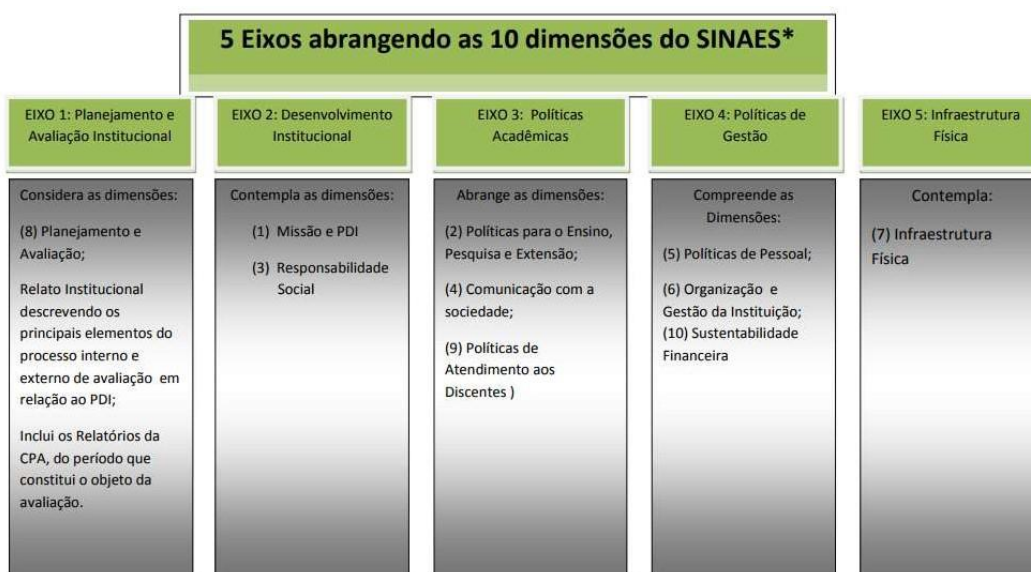 5 Eixos abrangendo as 10 dimensões do SINAES*
EIXO 1: Planejamento e
Avaliação Institucional
Considera as dimensões:
(8) Planejamento e
Avaliação;
Relato Institucional
descrevendo os
principais elementos do
processo interno e
externo de avaliação em
relação ao PDI;
Inclui os Relatórios da
CPA, do período que
constitui o objeto da
avaliação.
EIXO 2: Desenvolvimento
Institucional
Contempla as dimensões:
(1) Missão e PDI
(3) Responsabilidade
Social
EIXO 3: Políticas
Acadêmicas
Abrange as dimensões:
(2) Políticas para o Ensino,
Pesquisa e Extensão;
(4) Comunicação com a
sociedade;
(9) Políticas de
Atendimento aos
Discentes )
EIXO 4: Políticas de
Gestão
Compreende as
Dimensões:
(5) Políticas de Pessoal;
(6) Organização e
Gestão da Instituição;
(10) Sustentabilidade
Financeira
EIXO 5: Infraestrutura
Física
Contempla:
(7) Infraestrutura
Física